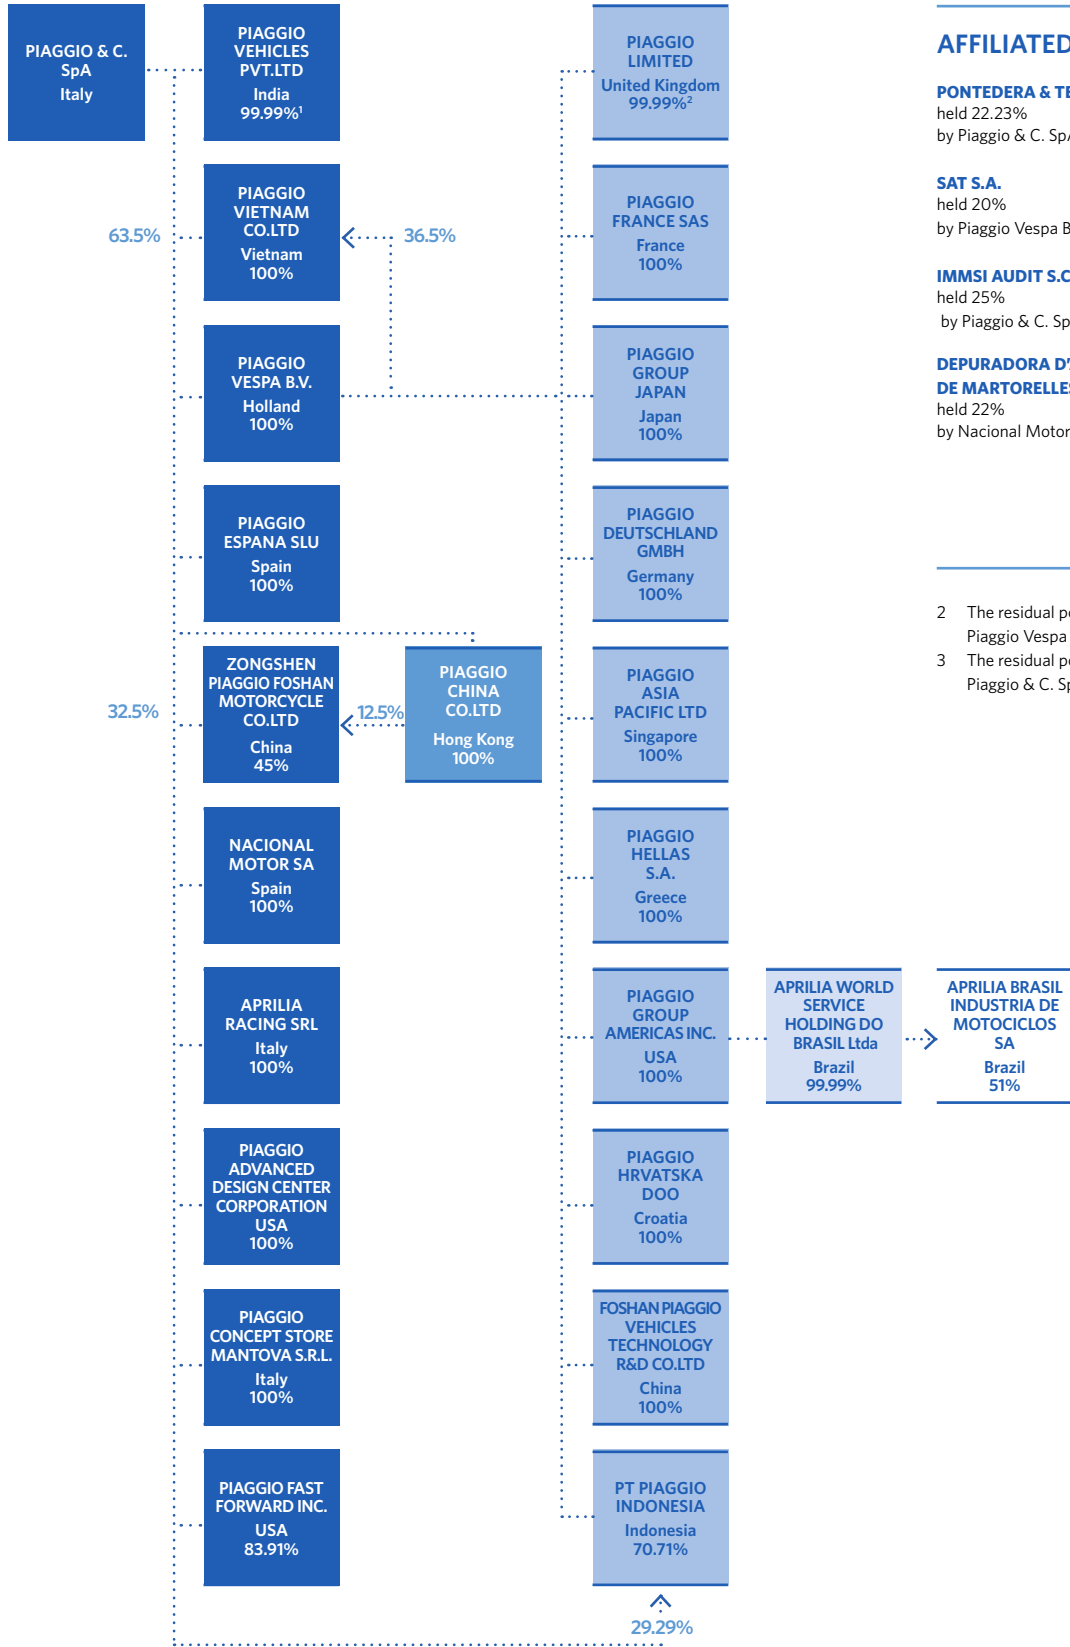 PIAGGIO & C.
SpA
Italy
PIAGGIO
VEHICLES
PVT.LTD
India
99.99%¹
PIAGGIO
LIMITED
United Kingdom
99.99%²
PIAGGIO
VIETNAM
CO.LTD
Vietnam
100%
63.5%
36.5%
PIAGGIO
FRANCE SAS
France
100%
PIAGGIO
VESPA B.V.
Holland
100%
PIAGGIO
GROUP
JAPAN
Japan
100%
PIAGGIO
ESPANA SLU
Spain
100%
PIAGGIO
DEUTSCHLAND
GMBH
Germany
100%
ZONGSHEN
PIAGGIO FOSHAN
MOTORCYCLE
CO.LTD
China
45%
32.5%
12.5%
PIAGGIO
CHINA
CO.LTD
Hong Kong
100%
PIAGGIO
ASIA
PACIFIC LTD
Singapore
100%
NACIONAL
MOTOR SA
Spain
100%
PIAGGIO
HELLAS
S.A.
Greece
100%
APRILIA
RACING SRL
Italy
100%
PIAGGIO
GROUP
AMERICAS INC.
USA
100%
APRILIA WORLD
SERVICE
HOLDING DO
BRASIL Ltda
Brazil
99.99%
APRILIA BRASIL
INDUSTRIA DE
MOTOCICLOS
SA
Brazil
51%
PIAGGIO
ADVANCED
DESIGN CENTER
CORPORATION
USA
100%
PIAGGIO
HRVATSKA
DOO
Croatia
100%
PIAGGIO
CONCEPT STORE
MANTOVA S.R.L.
Italy
100%
FOSHAN PIAGGIO
VEHICLES
TECHNOLOGY
R&D CO.LTD
China
100%
PIAGGIO FAST
FORWARD INC.
USA
83.91%
PT PIAGGIO
INDONESIA
Indonesia
70.71%
29.29%
AFFILIATED
PONTEDERA & TE
held 22.23%
by Piaggio & C. SpA
SAT S.A.
held 20%
by Piaggio Vespa B
IMMSI AUDIT S.C
held 25%
by Piaggio & C. Sp
DEPURADORA D'
DE MARTORELLES
held 22%
by Nacional Motor
2 The residual po
Piaggio Vespa
3 The residual po
Piaggio & C. Sp